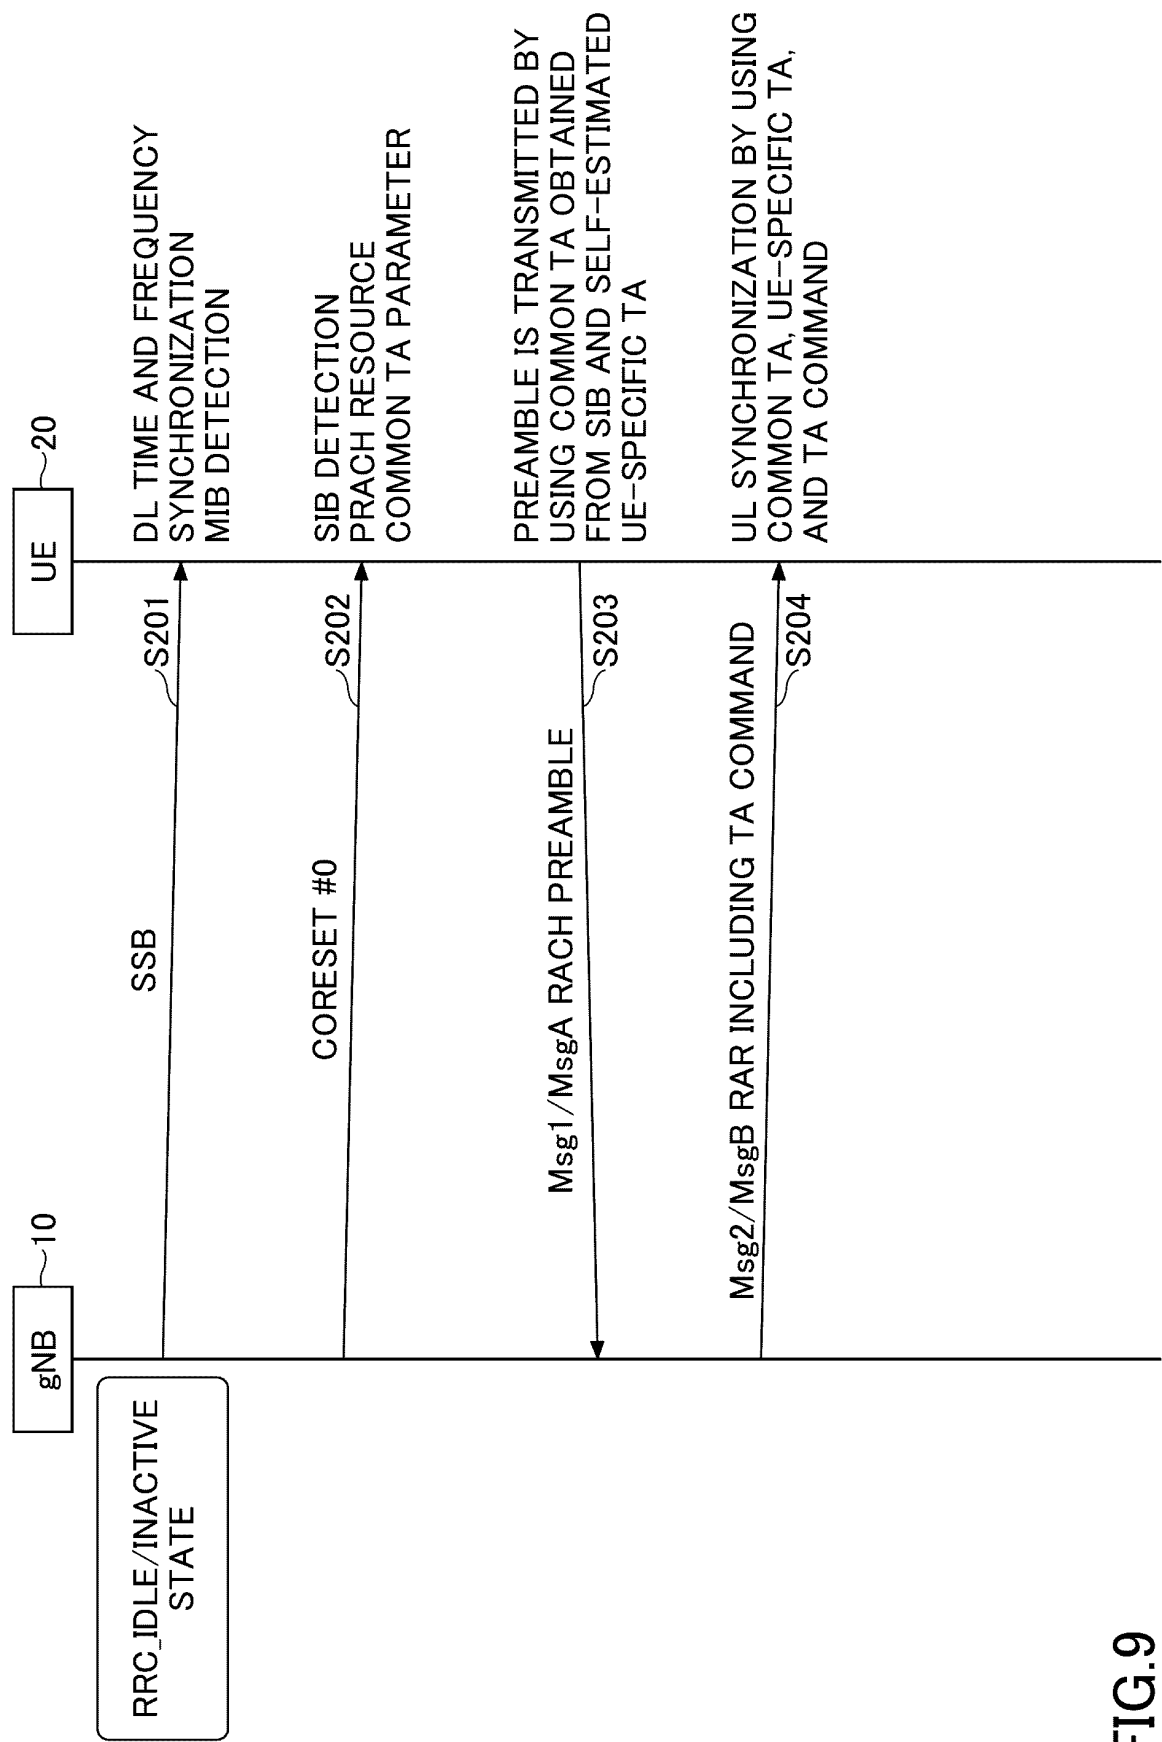 gNB
10
UE
20
RRC_IDLE/INACTIVE
STATE
SSB
S201
DL TIME AND FREQUENCY
SYNCHRONIZATION
MIB DETECTION
CORESET #0
S202
SIB DETECTION
PRACH RESOURCE
COMMON TA PARAMETER
Msg1/MsgA RACH PREAMBLE
S203
PREAMBLE IS TRANSMITTED BY
USING COMMON TA OBTAINED
FROM SIB AND SELF-ESTIMATED
UE-SPECIFIC TA
Msg2/MsgB RAR INCLUDING TA COMMAND
S204
UL SYNCHRONIZATION BY USING
COMMON TA, UE-SPECIFIC TA,
AND TA COMMAND
FIG.9